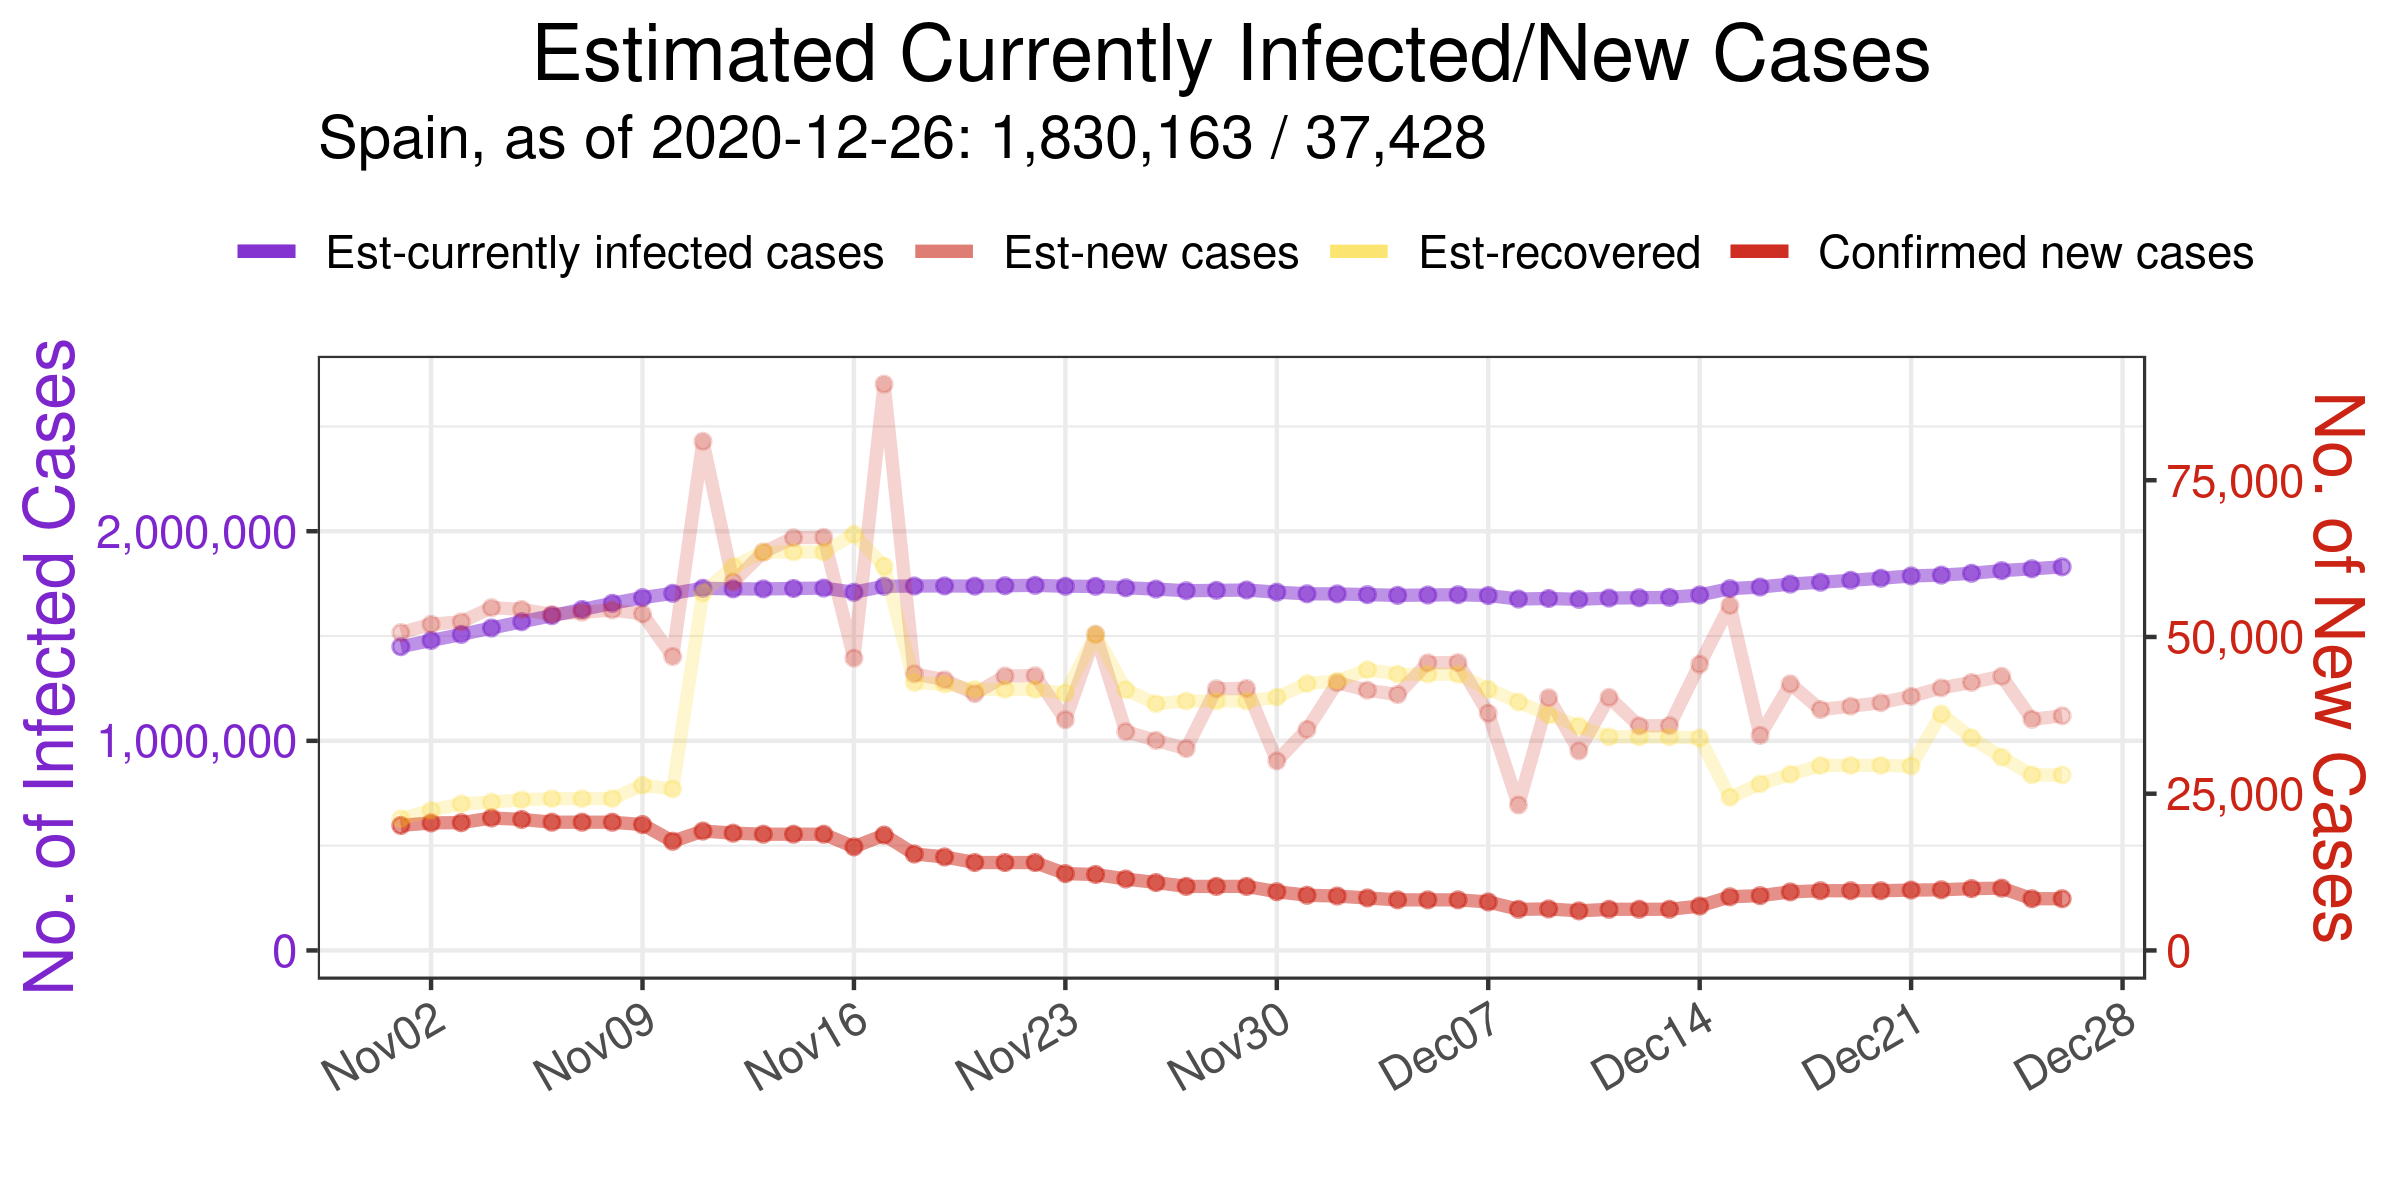 Estimated Currently Infected/New Cases
Spain, as of 2020-12-26: 1,830,163 / 37,428
Est-currently infected cases Est-new cases Est-recovered Confirmed new cases
No. of Infected Cases
2,000,000
1,000,000
0
No. of New Cases
75,000
50,000
25,000
0
Nov02 Nov09 Nov16 Nov23 Nov30 Dec07 Dec14 Dec21 Dec28